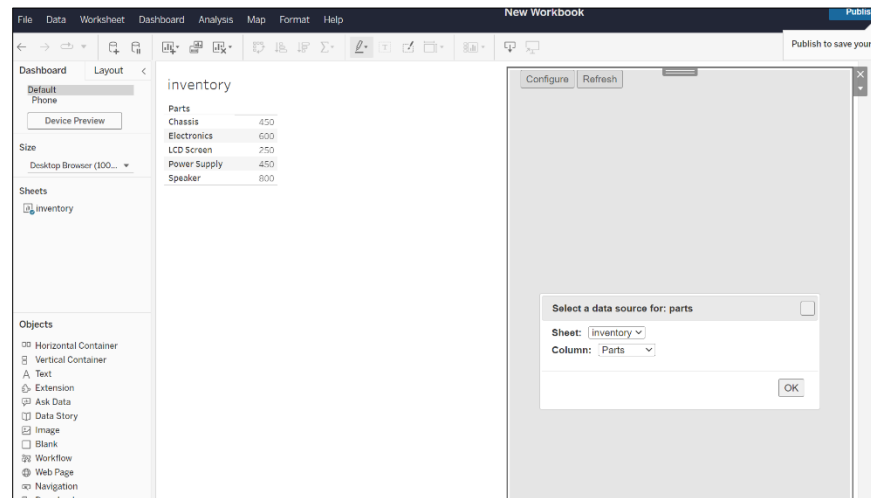 New Workbook
Publis
File Data Worksheet Dashboard Analysis Map Format Help
Publish to save your
Dashboard Layout
Default
Phone
Device Preview
Size
Desktop Browser (100...
Sheets
inventory
Objects
Horizontal Container
Vertical Container
A Text
Extension
Ask Data
Data Story
Image
Blank
Workflow
Web Page
Navigation
inventory
Parts
Chassis 450
Electronics 600
LCD Screen 250
Power Supply 450
Speaker 800
Configure Refresh
Select a data source for: parts
Sheet: inventory
Column: Parts
OK